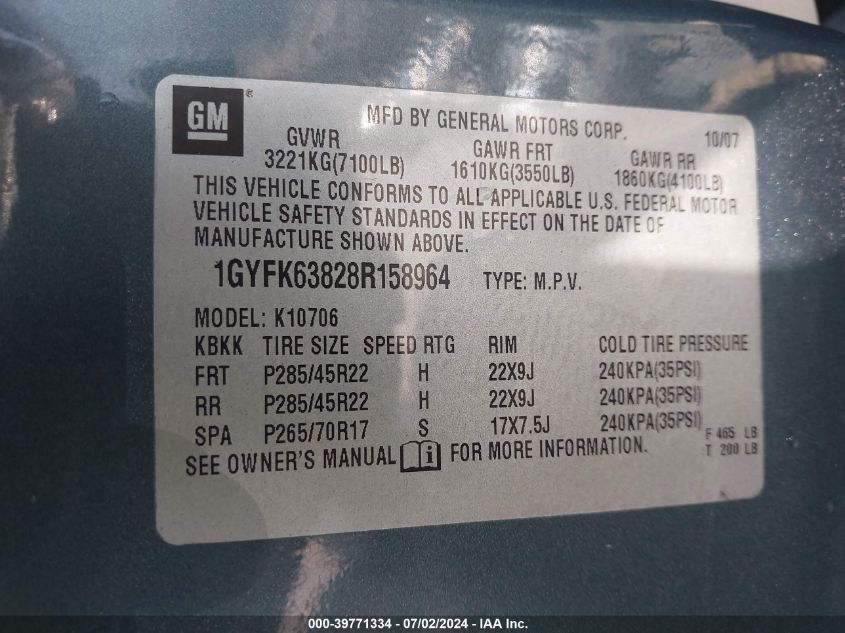 GM®
MFD BY GENERAL MOTORS CORP. 10/07
GVWR GAWR FRT GAWR RR
3221KG(7100LB) 1610KG(3550LB) 1860KG(4100LB)
THIS VEHICLE CONFORMS TO ALL APPLICABLE U.S. FEDERAL MOTOR
VEHICLE SAFETY STANDARDS IN EFFECT ON THE DATE OF
MANUFACTURE SHOWN ABOVE.
1GYFK63828R158964 TYPE: M.P.V.
MODEL: K10706
KBKK TIRE SIZE SPEED RTG RIM COLD TIRE PRESSURE
FRT P285/45R22 H 22X9J 240KPA(35PSI)
RR P285/45R22 H 22X9J 240KPA(35PSI)
SPA P265/70R17 S 17X7.5J 240KPA(35PSI)
F 465 LB
SEE OWNER'S MANUAL i FOR MORE INFORMATION. T 200 LB
000-39771334 - 07/02/2024 - IAA Inc.